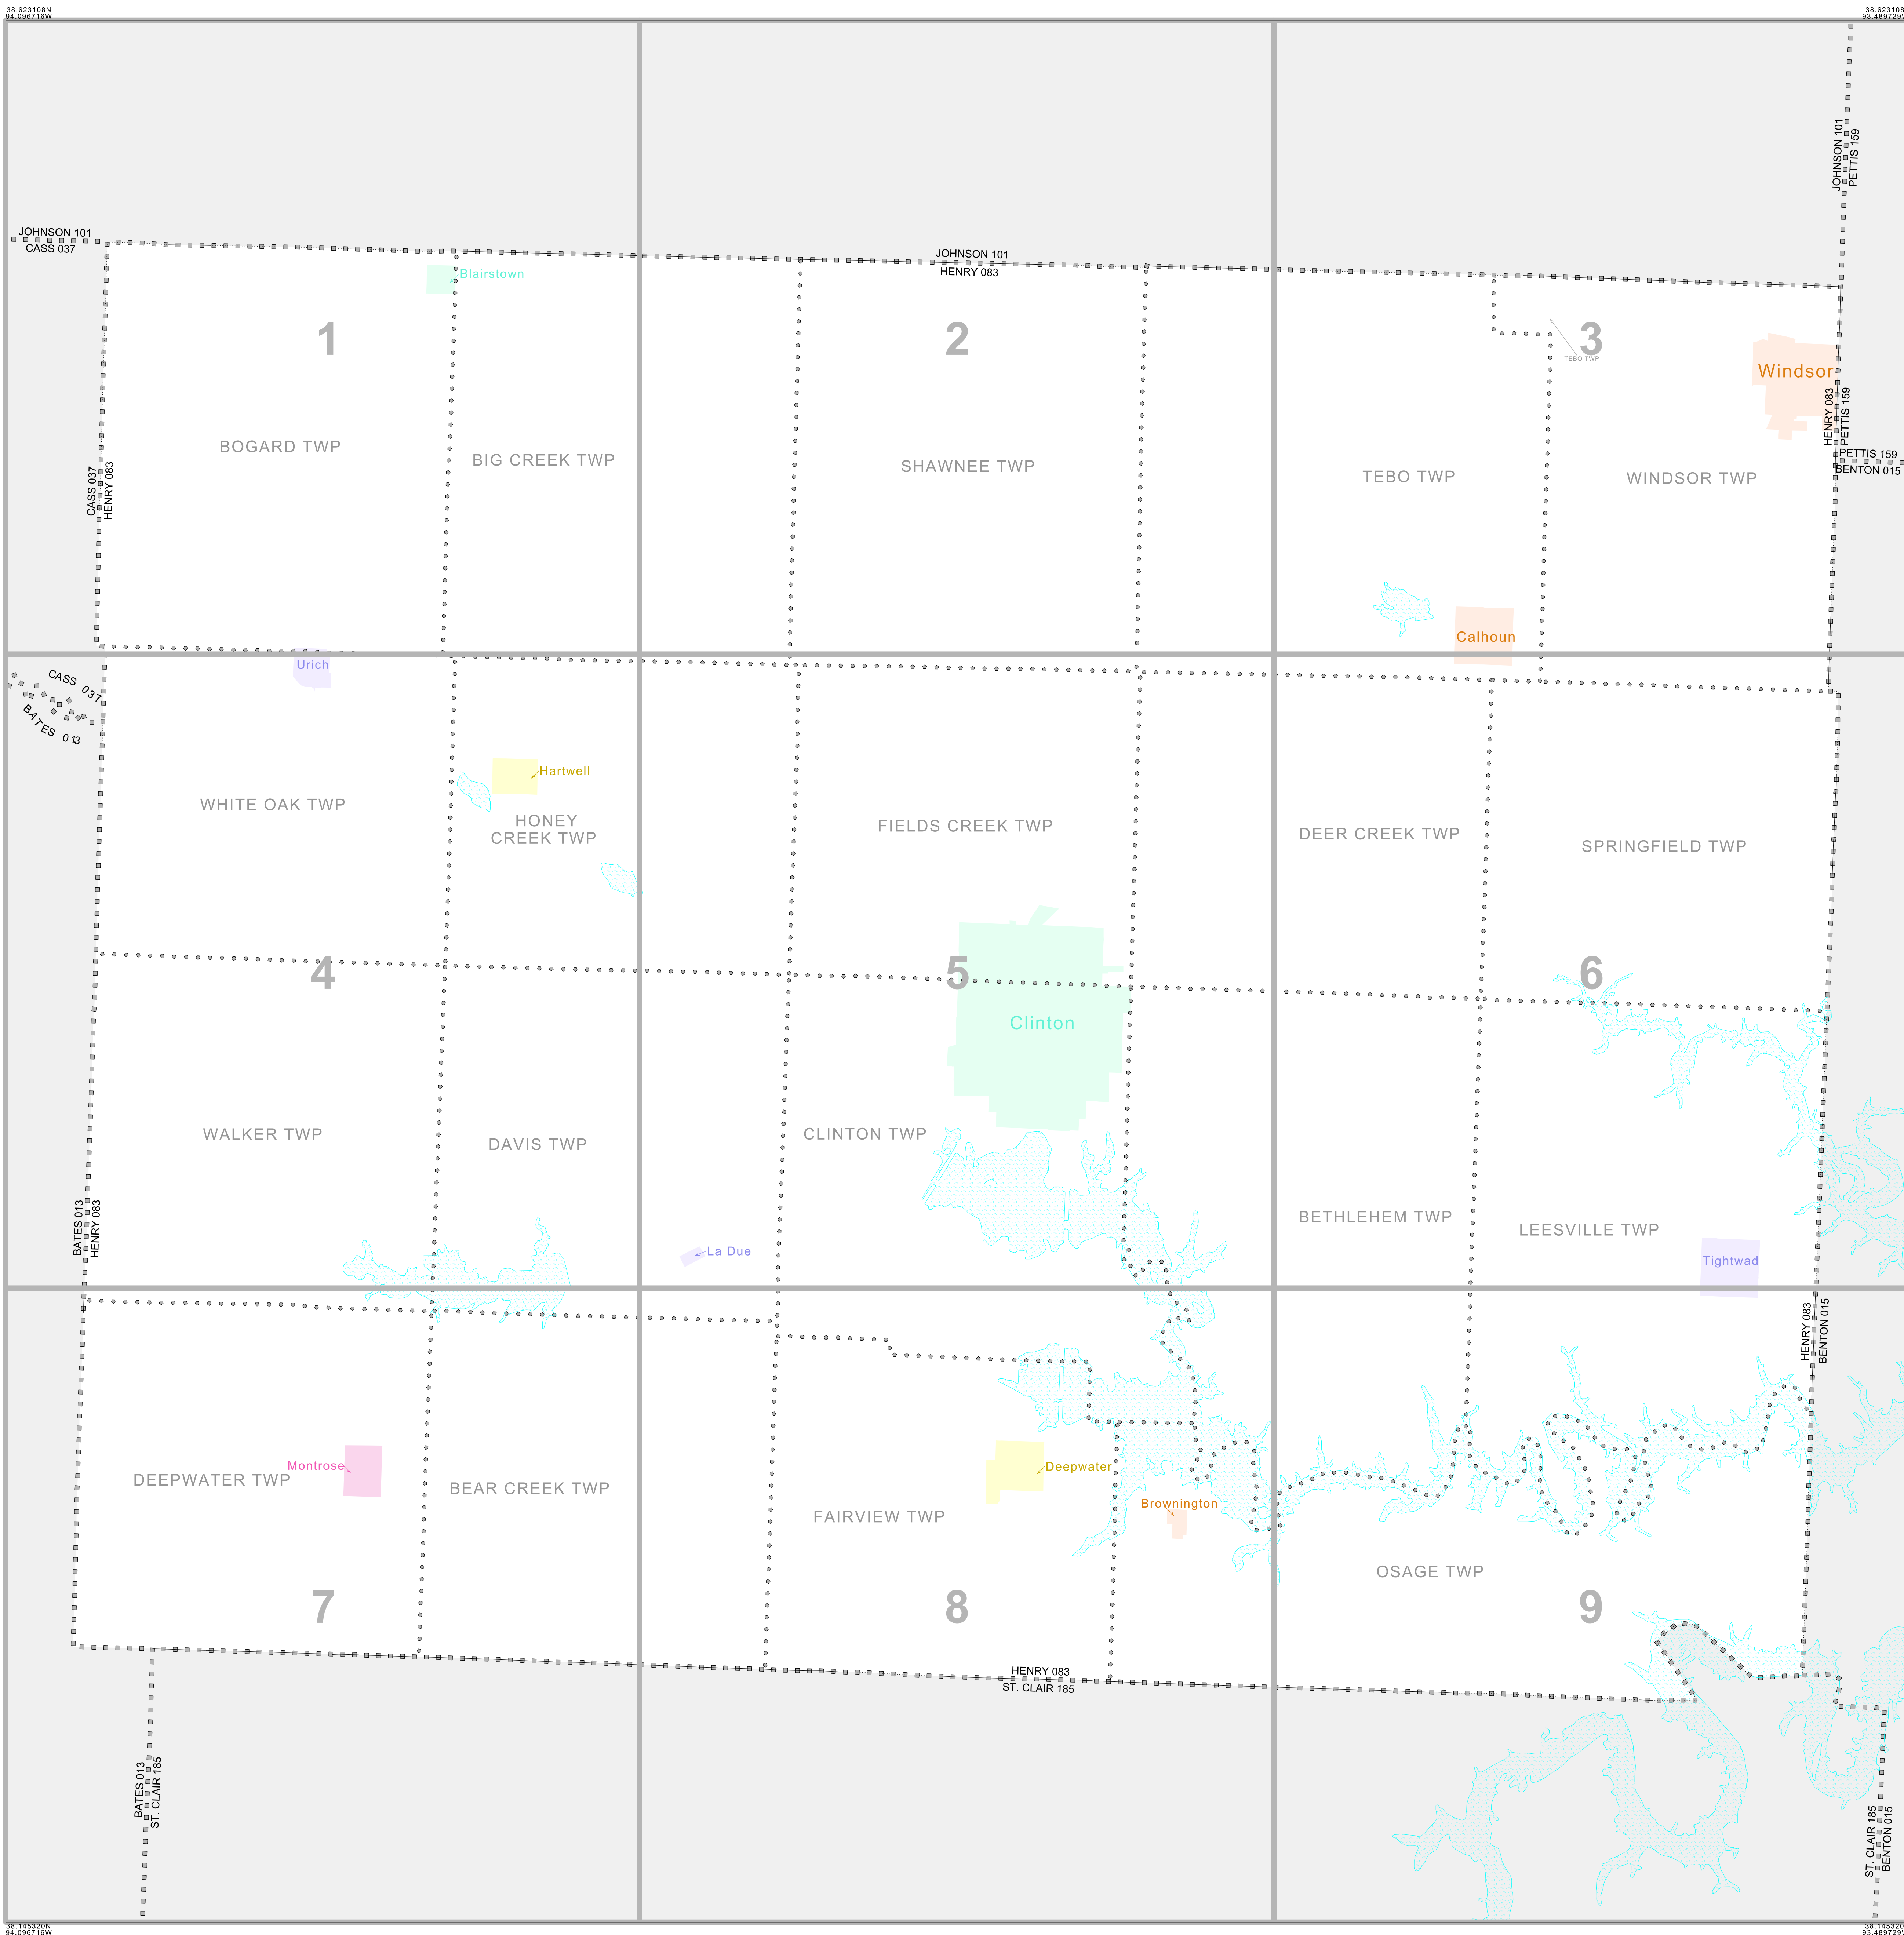 38.623108N
94.096716W
38.623108
93.489729W
JOHNSON 101
PETTIS 159
JOHNSON 101
CASS 037
JOHNSON 101
HENRY 083
Blairstown
1
2
3
TEBO TWP
Windsor
HENRY 083
PETTIS 159
BOGARD TWP
BIG CREEK TWP
SHAWNEE TWP
TEBO TWP
WINDSOR TWP
PETTIS 159
BENTON 015
CASS 037
HENRY 083
Calhoun
Urich
CASS 037
BATES 013
Hartwell
WHITE OAK TWP
HONEY
CREEK TWP
FIELDS CREEK TWP
DEER CREEK TWP
SPRINGFIELD TWP
4
5
6
Clinton
WALKER TWP
DAVIS TWP
CLINTON TWP
BETHLEHEM TWP
LEESVILLE TWP
BATES 013
HENRY 083
La Due
Tightwad
HENRY 083
BENTON 015
Montrose
DEEPWATER TWP
BEAR CREEK TWP
Deepwater
Brownington
FAIRVIEW TWP
OSAGE TWP
7
8
9
HENRY 083
ST. CLAIR 185
BATES 013
ST. CLAIR 185
ST. CLAIR 185
BENTON 015
38.145320N
94.096716W
38.145320
93.489729W